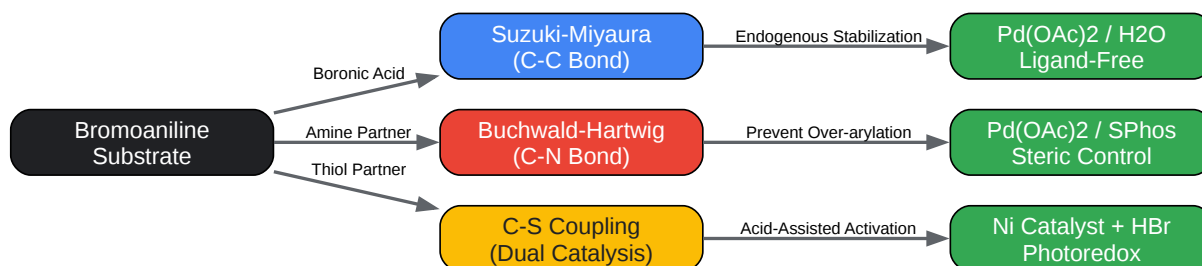 Suzuki-Miyaura
(C-C Bond)
Endogenous Stabilization
Pd(OAc)2 / H2O
Ligand-Free
Boronic Acid
Bromoaniline
Substrate
Amine Partner
Buchwald-Hartwig
(C-N Bond)
Prevent Over-arylation
Pd(OAc)2 / SPhos
Steric Control
Thiol Partner
C-S Coupling
(Dual Catalysis)
Acid-Assisted Activation
Ni Catalyst + HBr
Photoredox